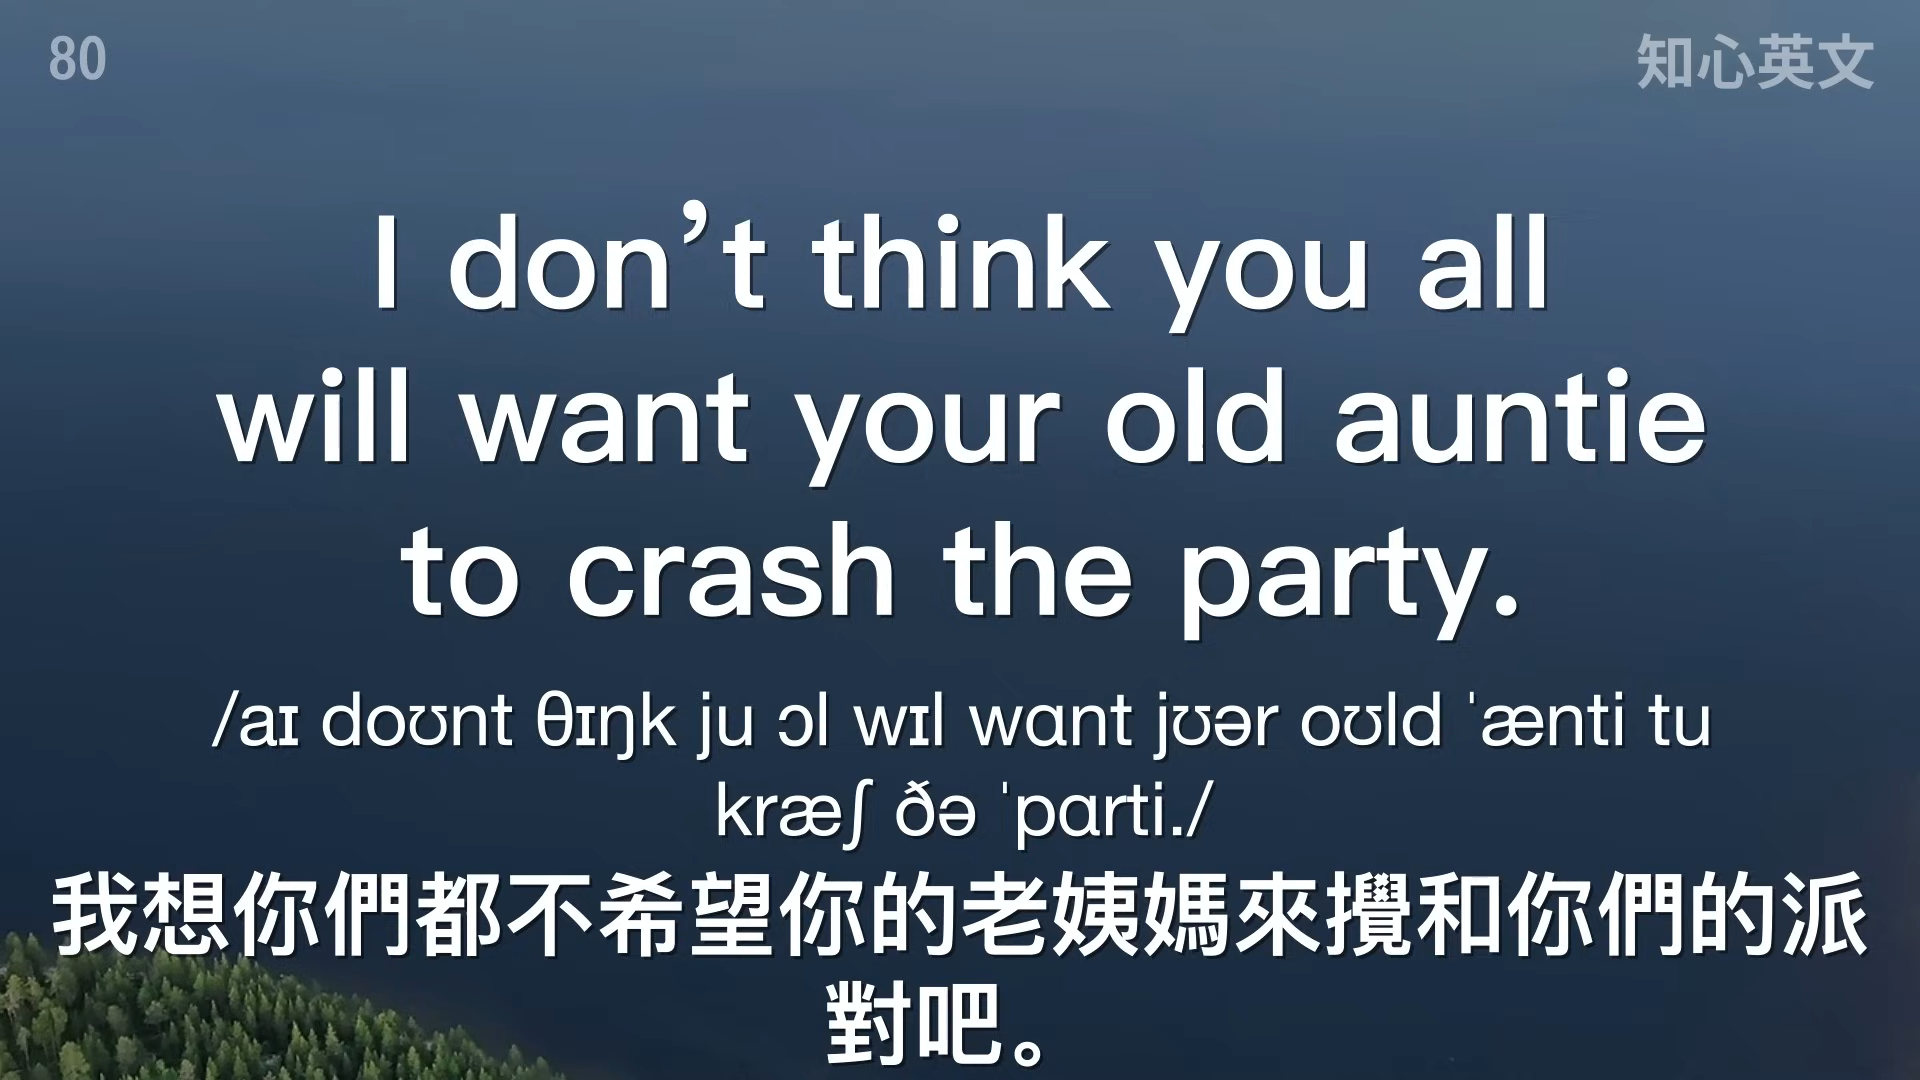 80
知心英文
I don’t think you all
will want your old auntie
to crash the party.
/aɪ doʊnt θɪŋk ju ɔl wɪl wɑnt jʊər oʊld ˈænti tu
kræʃ ðə ˈpɑrti./
我想你們都不希望你的老姨媽來攪和你們的派
對吧。